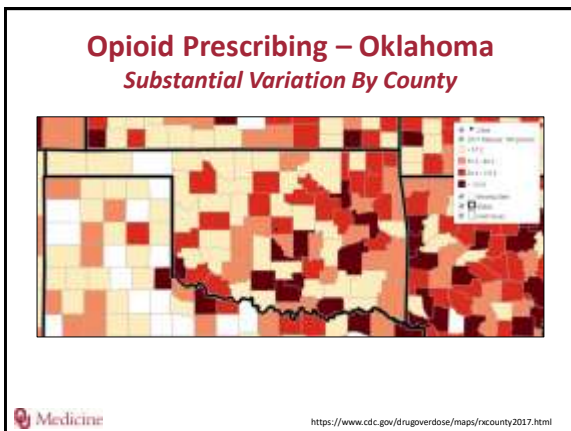 Opioid Prescribing – Oklahoma
Substantial Variation By County
Medicine
https://www.cdc.gov/drugoverdose/maps/rxcounty2017.html